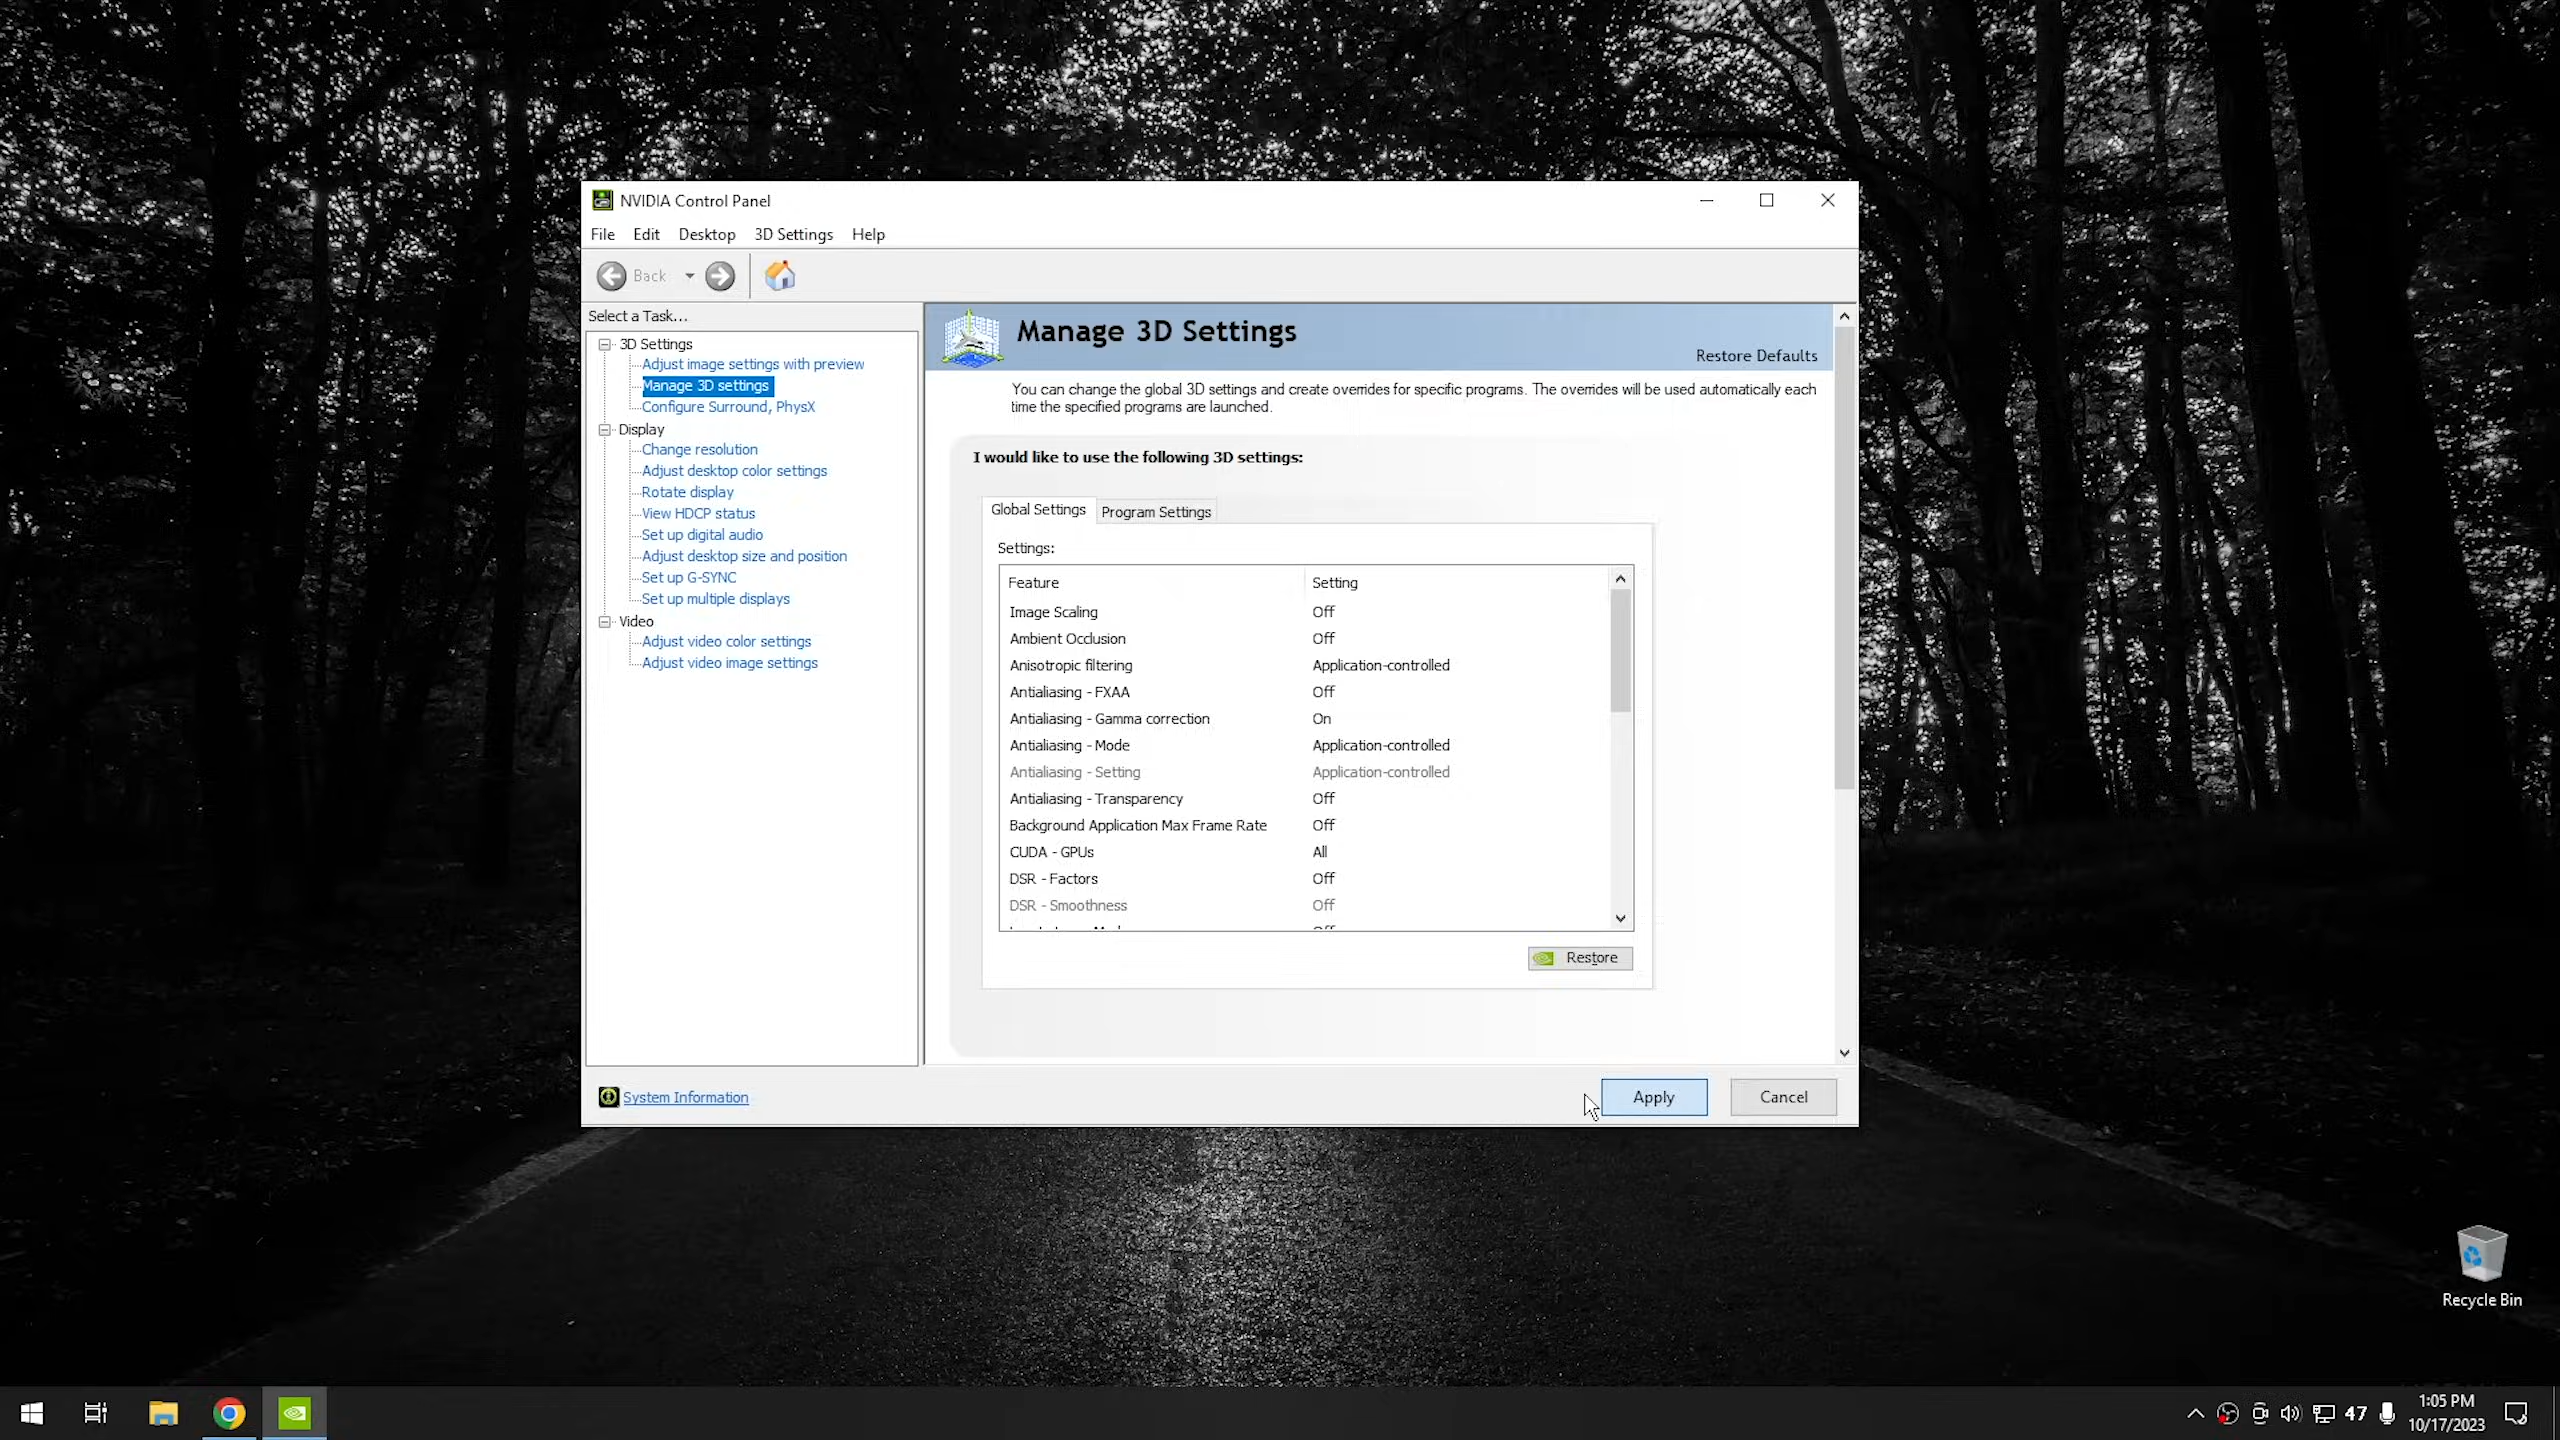 NVIDIA Control Panel
File Edit Desktop 3D Settings Help
Back
Select a Task...
3D Settings
Adjust image settings with preview
Manage 3D settings
Configure Surround, PhysX
Display
Change resolution
Adjust desktop color settings
Rotate display
View HDCP status
Set up digital audio
Adjust desktop size and position
Set up G-SYNC
Set up multiple displays
Video
Adjust video color settings
Adjust video image settings
System Information
Manage 3D Settings
Restore Defaults
You can change the global 3D settings and create overrides for specific programs. The overrides will be used automatically each
time the specified programs are launched.
I would like to use the following 3D settings:
Global Settings Program Settings
Settings:
Feature Setting
Image Scaling Off
Ambient Occlusion Off
Anisotropic filtering Application-controlled
Antialiasing - FXAA Off
Antialiasing - Gamma correction On
Antialiasing - Mode Application-controlled
Antialiasing - Setting Application-controlled
Antialiasing - Transparency Off
Background Application Max Frame Rate Off
CUDA - GPUs All
DSR - Factors Off
DSR - Smoothness Off
Restore
Apply Cancel
Recycle Bin
47
1:05 PM
10/17/2023